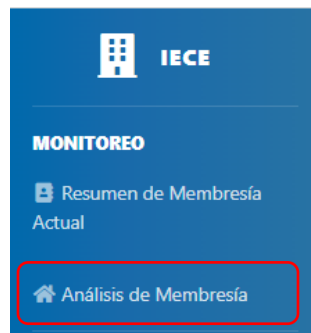 IECE
MONITOREO
Resumen de Membresía
Actual
Análisis de Membresía